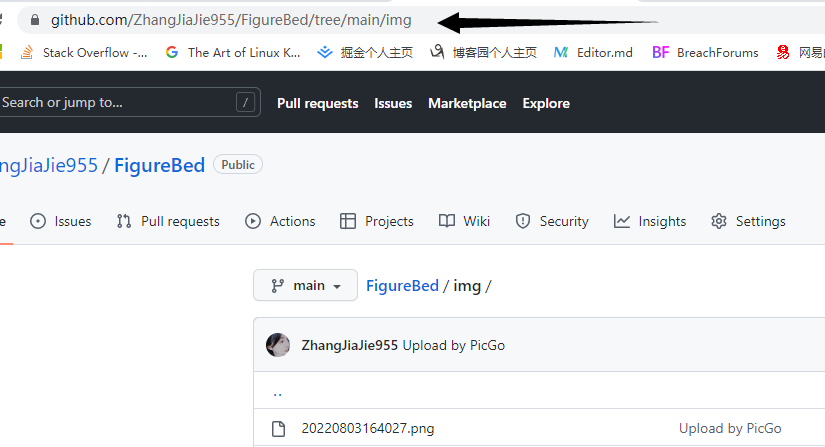 github.com/ZhangJiaJie955/FigureBed/tree/main/img
Stack Overflow -... The Art of Linux K... 掘金个人主页 博客园个人主页 Editor.md BF BreachForums 网易
Search or jump to... / Pull requests Issues Marketplace Explore
ngJiaJie955 / FigureBed Public
e Issues Pull requests Actions Projects Wiki Security Insights Settings
main FigureBed / img /
ZhangJiaJie955 Upload by PicGo
..
20220803164027.png Upload by PicGo